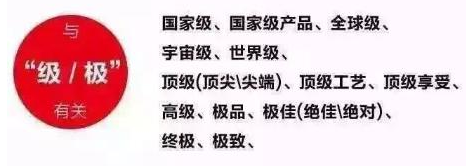 与
“级 / 极”
有关
国家级、国家级产品、全球级、
宇宙级、世界级、
顶级(顶尖\尖端)、顶级工艺、顶级享受、
高级、极品、极佳(绝佳\绝对)、
终极、极致、